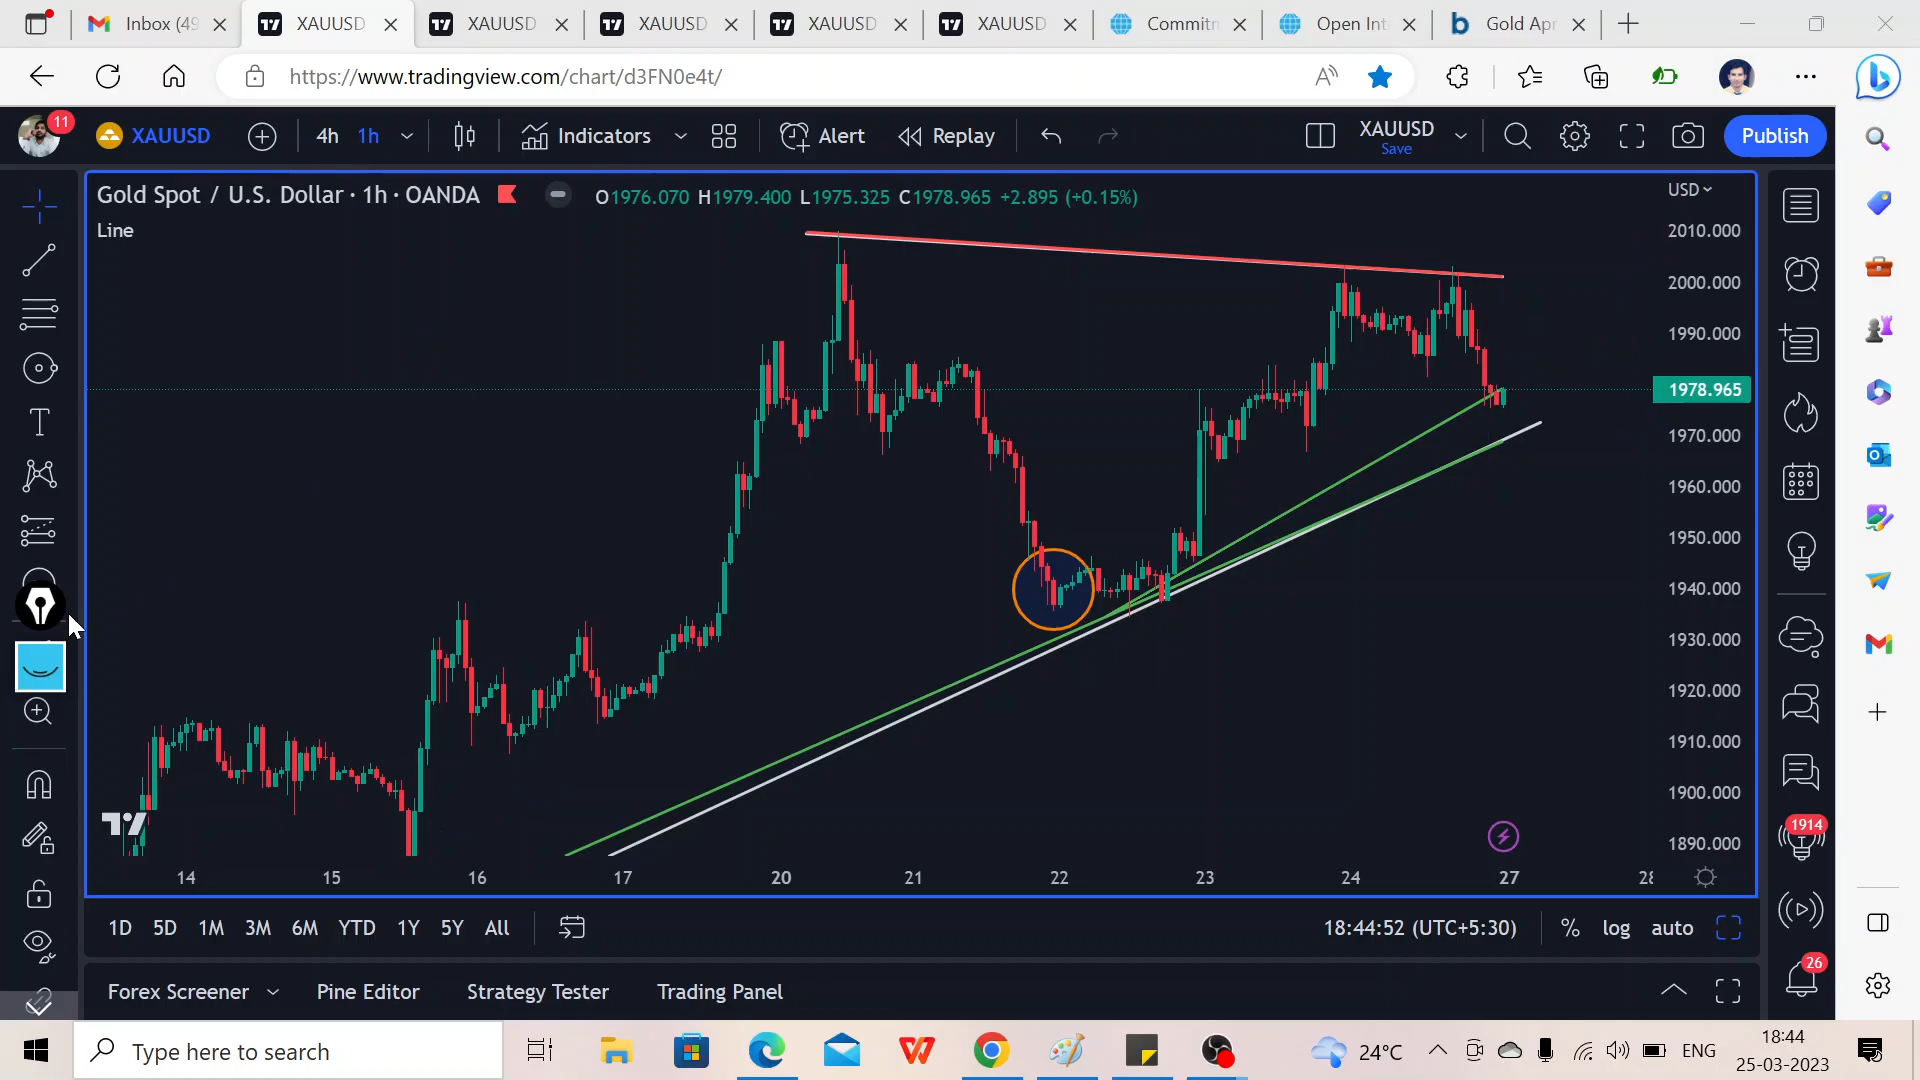 Inbox (49
XAUUSD
XAUUSD
XAUUSD
XAUUSD
XAUUSD
Commitm
Open Int
Gold Apr
https://www.tradingview.com/chart/d3FN0e4t/
11
XAUUSD
4h
1h
Indicators
Alert
Replay
XAUUSD
Save
Publish
Gold Spot / U.S. Dollar · 1h · OANDA
O1976.070 H1979.400 L1975.325 C1978.965 +2.895 (+0.15%)
USD
Line
2010.000
2000.000
1990.000
1978.965
1970.000
1960.000
1950.000
1940.000
1930.000
1920.000
1910.000
1900.000
1890.000
1914
14 15 16 17 20 21 22 23 24 27 28
1D 5D 1M 3M 6M YTD 1Y 5Y All
18:44:52 (UTC+5:30)
%
log
auto
26
Forex Screener
Pine Editor
Strategy Tester
Trading Panel
Type here to search
24°C
ENG
18:44
25-03-2023